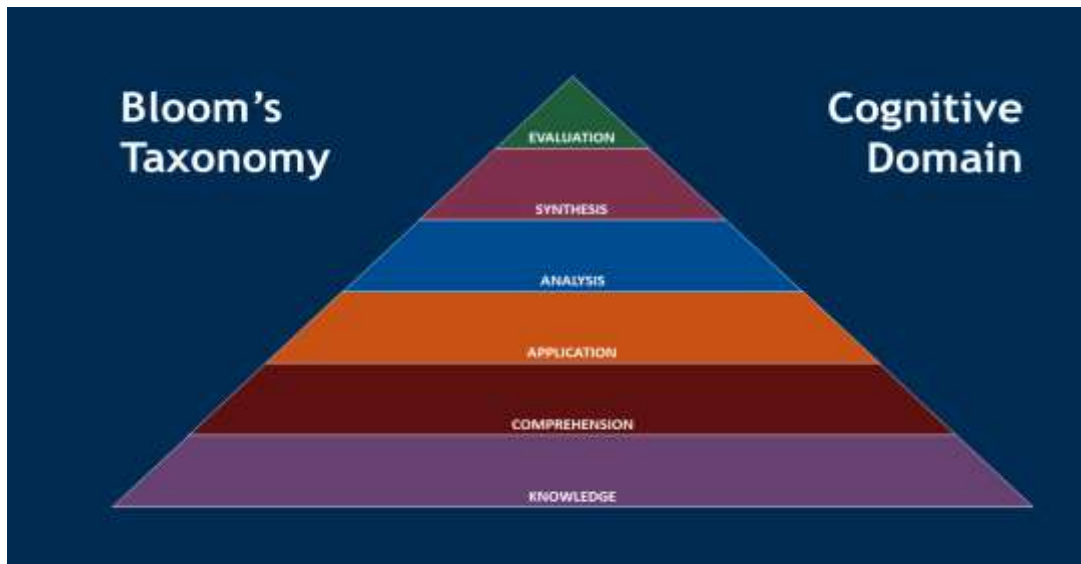 Bloom's
Taxonomy
Cognitive
Domain
EVALUATION
SYNTHESIS
ANALYSIS
APPLICATION
COMPREHENSION
KNOWLEDGE